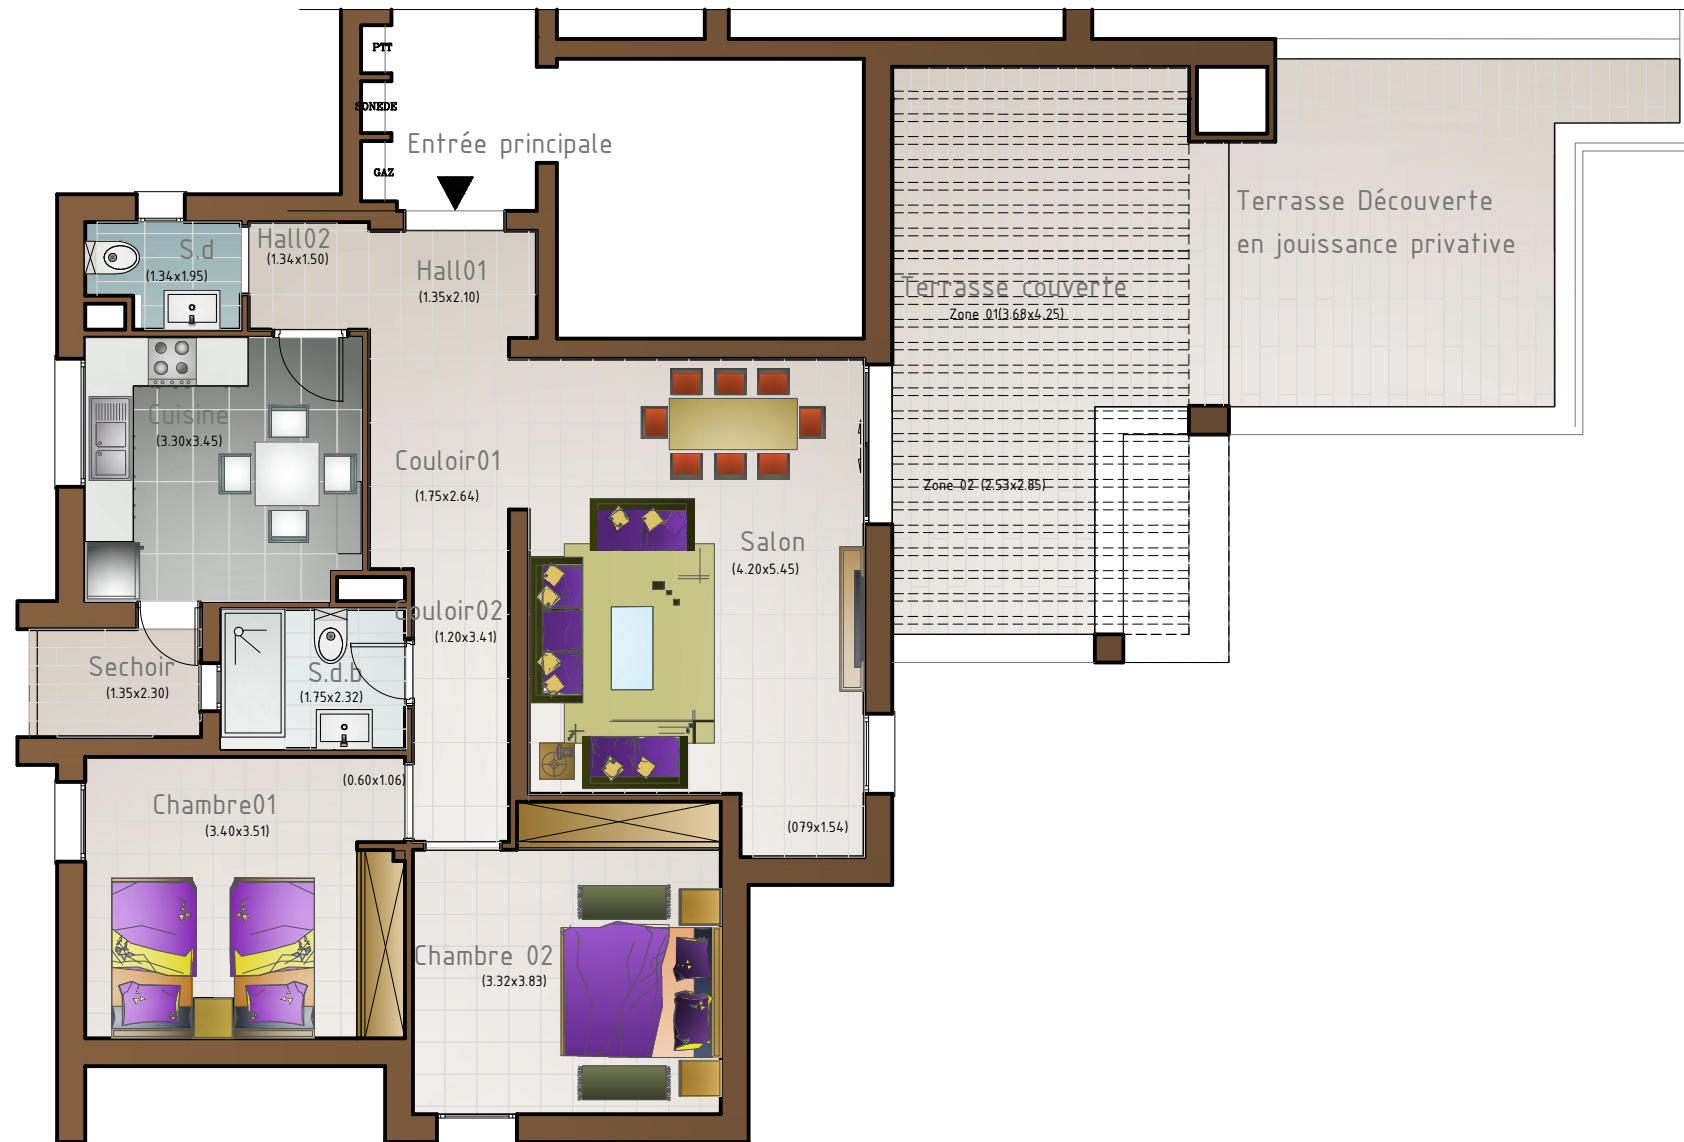 PTT
SONEDE
GAZ
Entrée principale
S.d
(1.34x1.95)
Hall02
(1.34x1.50)
Hall01
(1.35x2.10)
Terrasse Découverte
en jouissance privative
Terrasse couverte
Zone 01(3.68x4.25)
Cuisine
(3.30x3.45)
Couloir01
(1.75x2.64)
Zone 02 (2.53x2.85)
Salon
(4.20x5.45)
Couloir02
(1.20x3.41)
Sechoir
(1.35x2.30)
S.d.b
(1.75x2.32)
(0.60x1.06)
Chambre01
(3.40x3.51)
(079x1.54)
Chambre 02
(3.32x3.83)